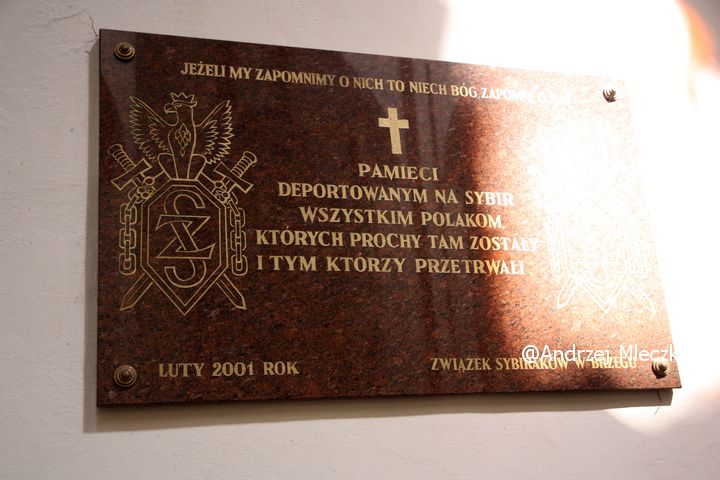 JEŻELI MY ZAPOMNIMY O NICH TO NIECH BÓG ZAPOMNI O NAS
PAMIĘCI
DEPORTOWANYM NA SYBIR
WSZYSTKIM POLAKOM,
KTÓRYCH PROCHY TAM ZOSTAŁY
I TYM KTÓRZY PRZETRWALI
ZS
LUTY 2001 ROK
ZWIĄZEK SYBIRAKÓW W BRZEGU
@Andrzej Mleczk